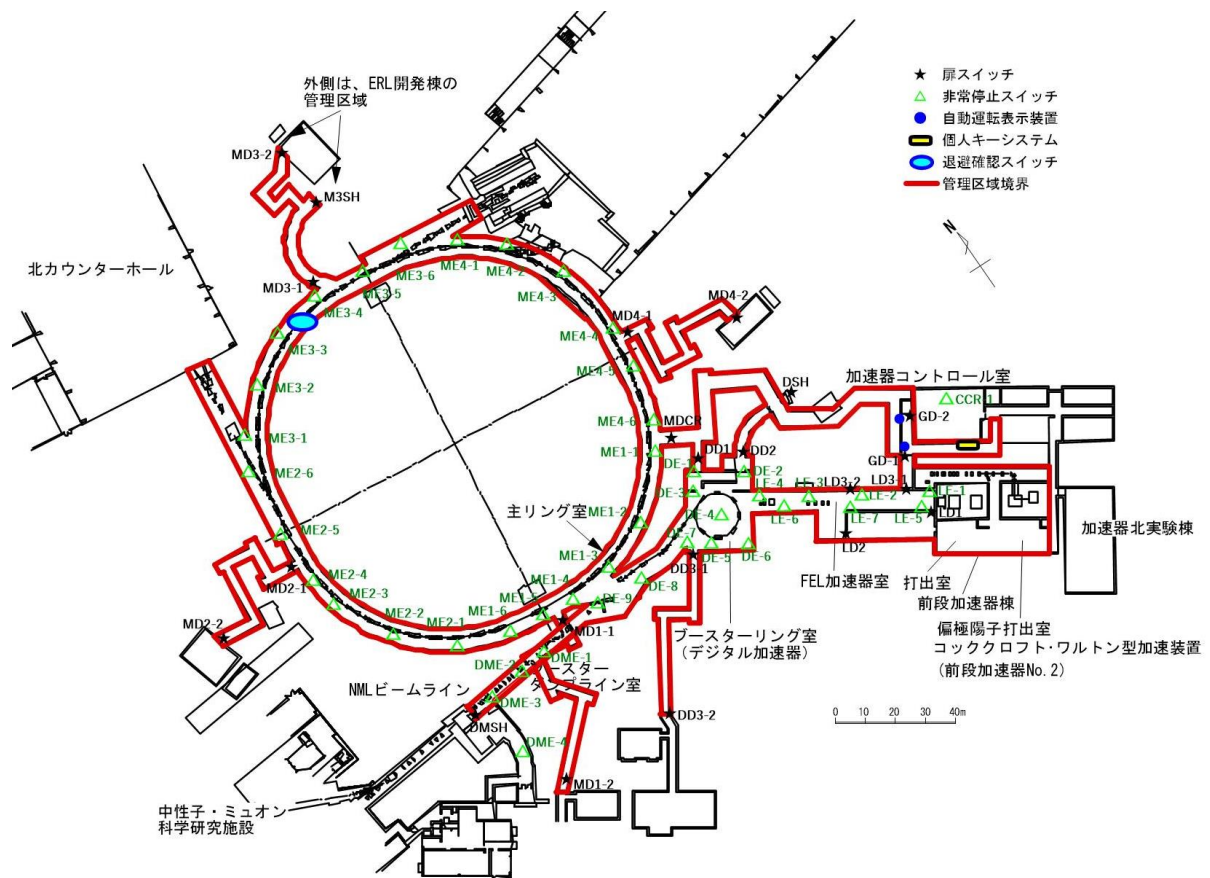 外側は、ERL開発棟の
管理区域
扉スイッチ
非常停止スイッチ
自動運転表示装置
個人キーシステム
退避確認スイッチ
管理区域境界
N
MD3-2
M3SH
北カウンターホール
MD3-1
ME3-6
ME3-5
ME3-4
ME3-3
ME3-2
ME3-1
ME4-1
ME4-2
ME4-3
ME4-4
ME4-5
ME4-6
MD4-1
MD4-2
MDCR
DSH
加速器コントロール室
CCR-1
GD-2
GD-1
DD1
DD2
DE-1
DE-2
DE-3
DE-4
DE-5
DE-6
DE-7
DE-8
DE-9
LE-4
LE-3
LE-6
LD3-2
LD3-1
LE-2
LE-1
LE-7
LE-5
LD2
ME2-6
ME2-5
ME2-4
ME2-3
ME2-2
ME2-1
主リング室
ME1-1
ME1-2
ME1-3
ME1-4
ME1-5
ME1-6
MD2-1
MD2-2
DD3-1
MD1-1
FEL加速器室
打出室
前段加速器棟
加速器北実験棟
偏極陽子打出室
コッククロフト・ワルトン型加速装置
(前段加速器No.2)
ブースターリング室
(デジタル加速器)
DME-1
DME-2
DME-3
DME-4
ブースター
ダンプライン室
NMLビームライン
DMSH
DD3-2
MD1-2
0 10 20 30 40m
中性子・ミュオン
科学研究施設